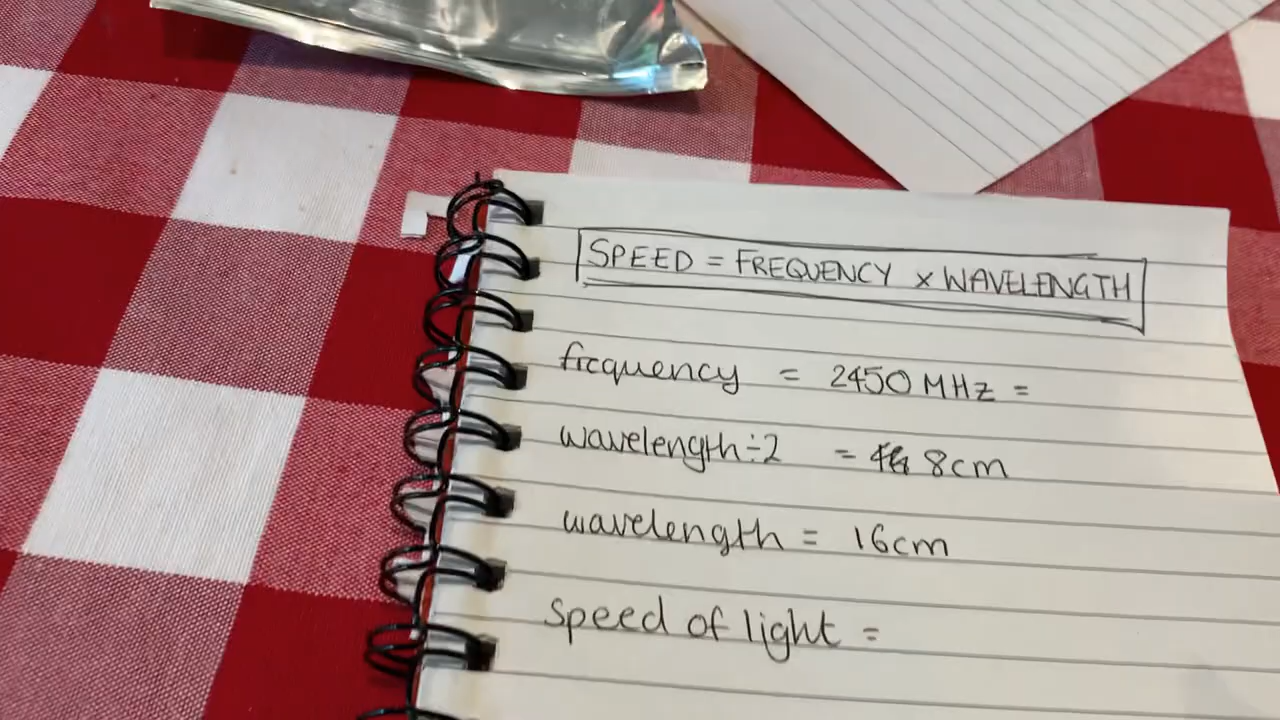 SPEED = FREQUENCY x WAVELENGTH
frequency = 2450 MHz =
wavelength ÷ 2 = 8cm
wavelength = 16cm
speed of light =